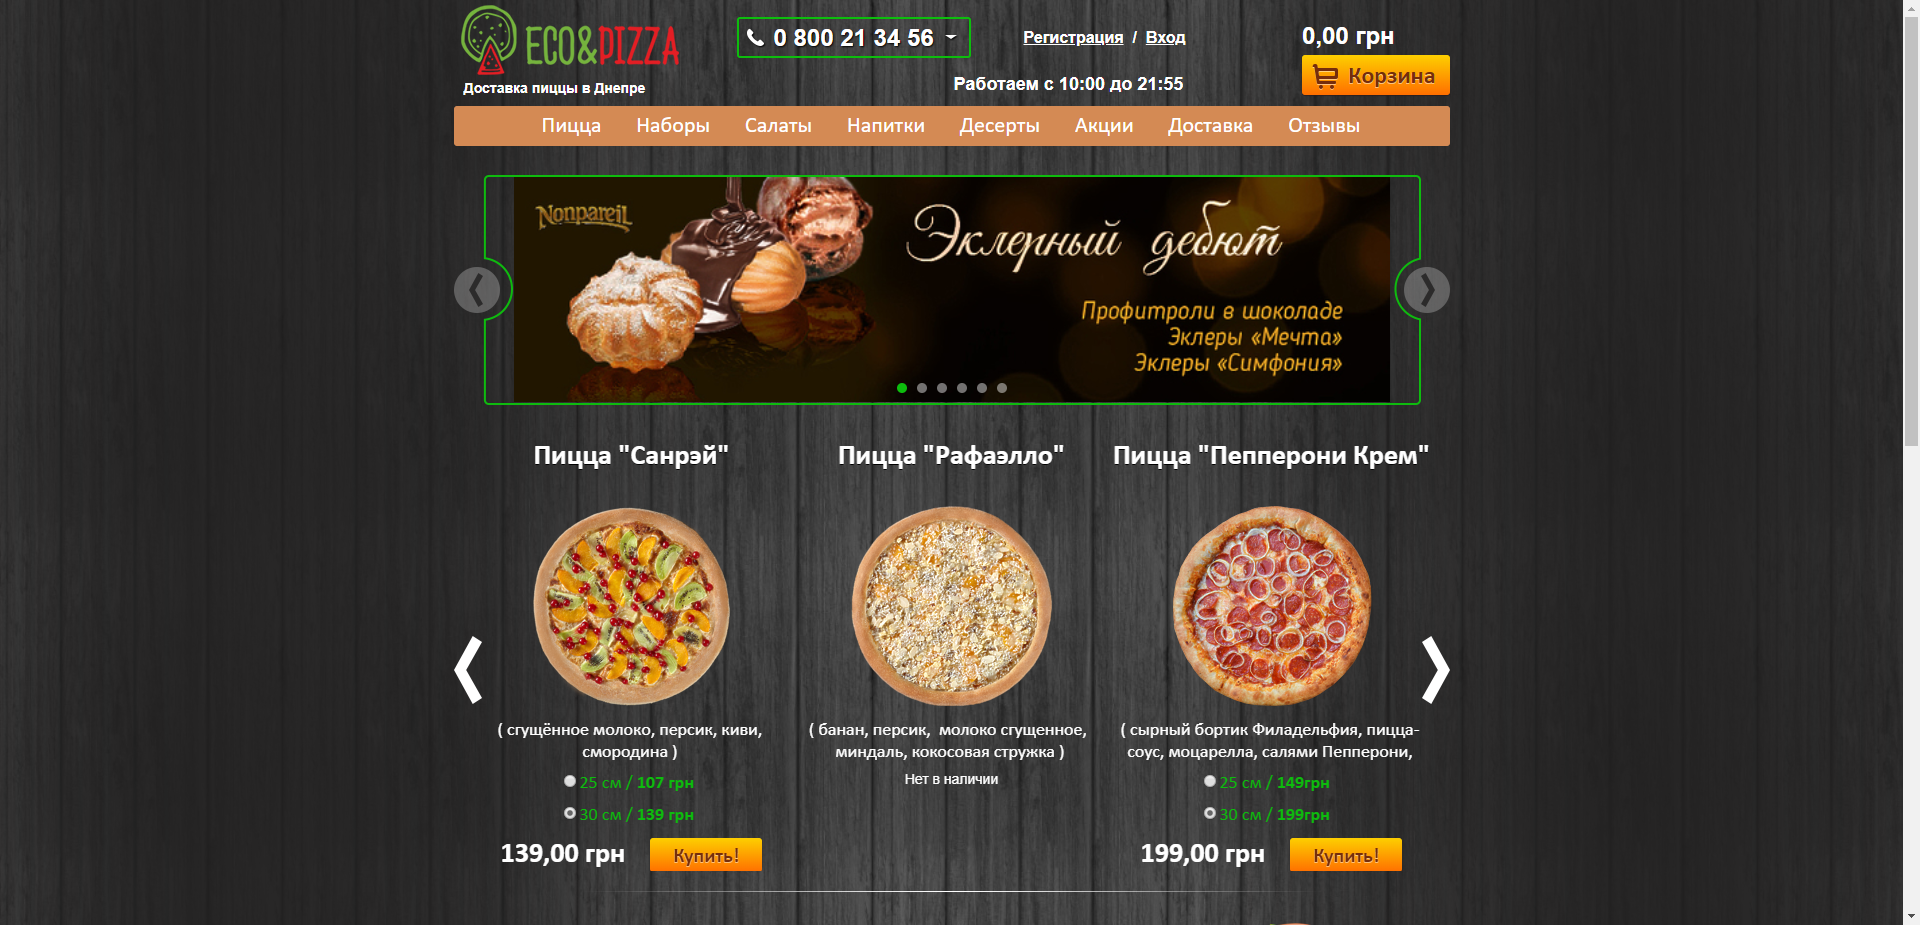 ECO&PIZZA
Доставка пиццы в Днепре
0 800 21 34 56
Регистрация / Вход
Работаем с 10:00 до 21:55
0,00 грн
Корзина
Пицца Наборы Салаты Напитки Десерты Акции Доставка Отзывы
Nonpareil
Эклерный дебют
Профитроли в шоколаде
Эклеры «Мечта»
Эклеры «Симфония»
Пицца "Санрэй"
( сгущённое молоко, персик, киви,
смородина )
25 см / 107 грн
30 см / 139 грн
139,00 грн
Купить!
Пицца "Рафаэлло"
( банан, персик,  молоко сгущенное,
миндаль, кокосовая стружка )
Нет в наличии
Пицца "Пепперони Крем"
( сырный бортик Филадельфия, пицца-
соус, моцарелла, салями Пепперони,
25 см / 149грн
30 см / 199грн
199,00 грн
Купить!